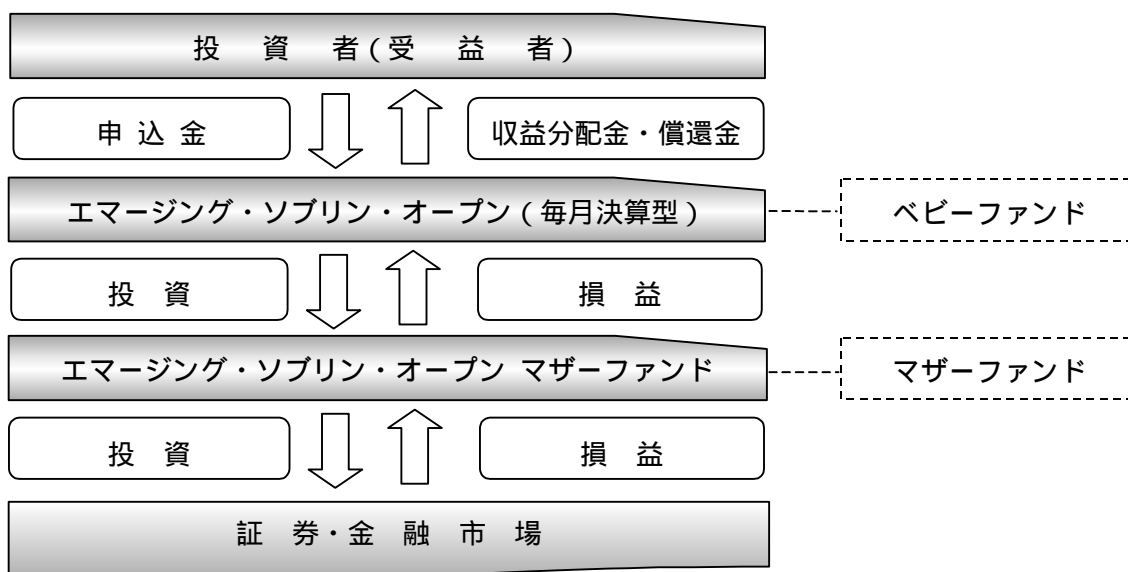 投資者(受益者)
申込金
収益分配金・償還金
エマージング・ソブリン・オープン(毎月決算型)
ベビーファンド
投資
損益
エマージング・ソブリン・オープン マザーファンド
マザーファンド
投資
損益
証券・金融市場